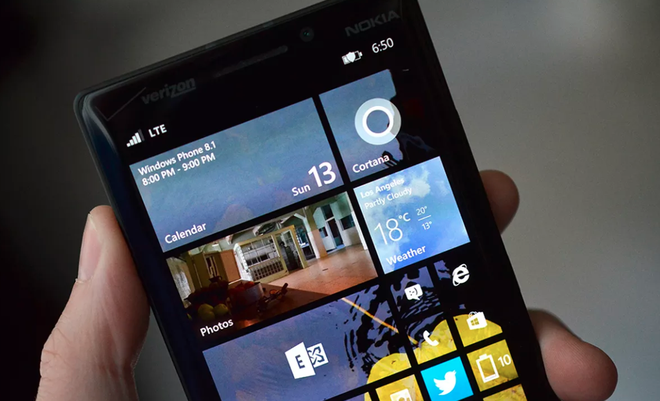 NOKIA
verizon
6:50
LTE
Windows Phone 8.1
8:00 PM - 9:00 PM
Sun 13
Calendar
Cortana
Los Angeles
Partly Cloudy
18°C
20°
13°
Weather
Photos
E
10